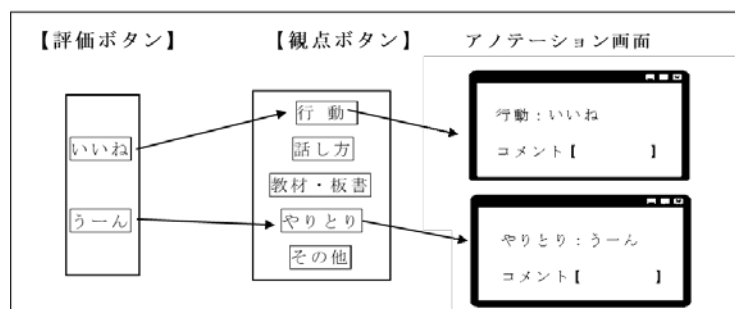 【評価ボタン】
【観点ボタン】
アノテーション画面
いいね
うーん
行 動
話し方
教材・板書
やりとり
その他
行動：いいね
コメント【　　　　】
やりとり：うーん
コメント【　　　　】